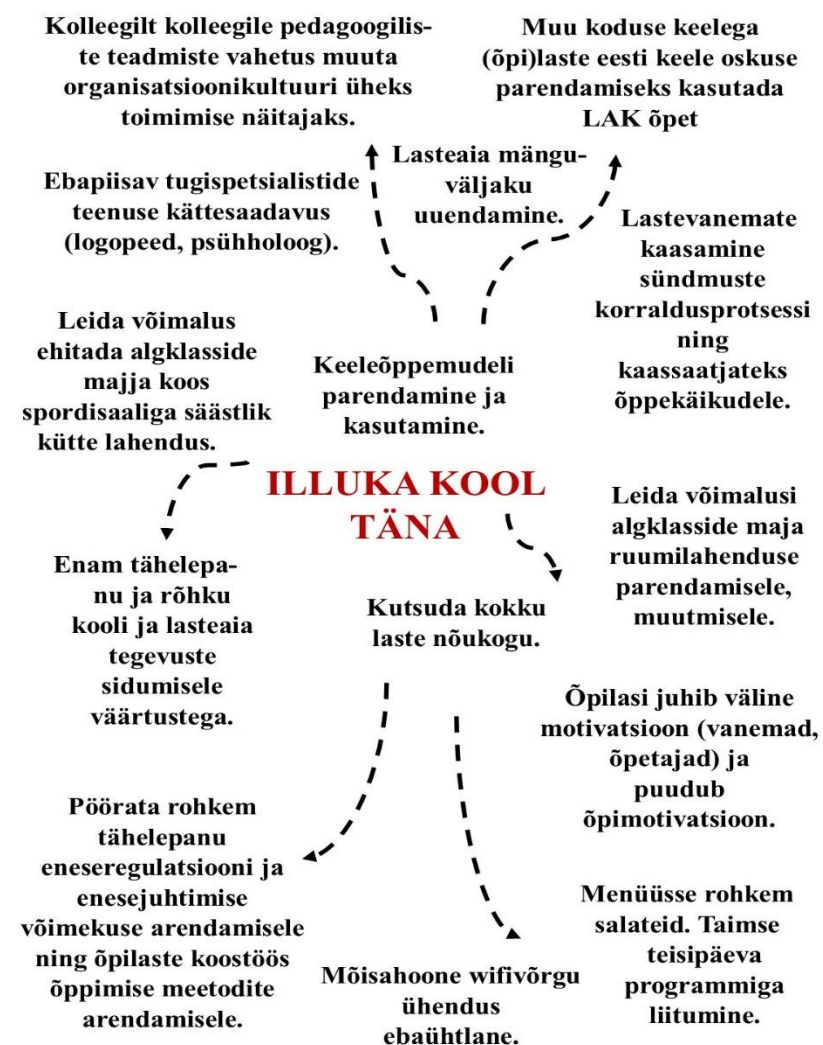 Kolleegilt kolleegile pedagoogilis-
te teadmiste vahetus muuta
organisatsioonikultuuri üheks
toimimise näitajaks.
Muu koduse keelega
(õpi)laste eesti keele oskuse
parendamiseks kasutada
LAK õpet
Lasteaia mängu-
väljaku
uuendamine.
Ebapiisav tugispetsialistide
teenuse kättesaadavus
(logopeed, psühholoog).
Lastevanemate
kaasamine
sündmuste
korraldusprotsessi
ning
kaassaatjateks
õppekäikudele.
Leida võimalus
ehitada algklasside
majja koos
spordisaaliga säästlik
kütte lahendus.
Keeleõppemudeli
parendamine ja
kasutamine.
ILLUKA KOOL
TÄNA
Leida võimalusi
algklasside maja
ruumilahenduse
parendamisele,
muutmisele.
Enam tähelepa-
nu ja rõhku
kooli ja lasteaia
tegevuste
sidumisele
väärtustega.
Kutsuda kokku
laste nõukogu.
Õpilasi juhib väline
motivatsioon (vanemad,
õpetajad) ja
puudub
õpimotivatsioon.
Pöörata rohkem
tähelepanu
eneseregulatsiooni ja
enesejuhtimise
võimekuse arendamisele
ning õpilaste koostöös
õppimise meetodite
arendamisele.
Mõisahoone wifivõrgu
ühendus
ebaühtlane.
Menüüsse rohkem
salateid. Taimse
teisipäeva
programmiga
liitumine.